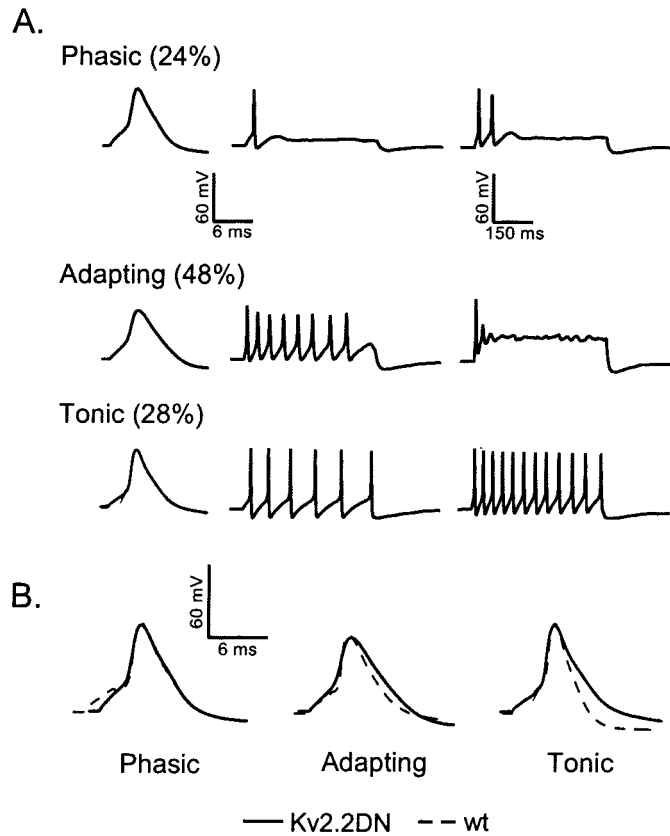 A.
Phasic (24%)
60 mV
6 ms
60 mV
150 ms
Adapting (48%)
Tonic (28%)
B.
60 mV
6 ms
Phasic Adapting Tonic
Kv2.2DN wt